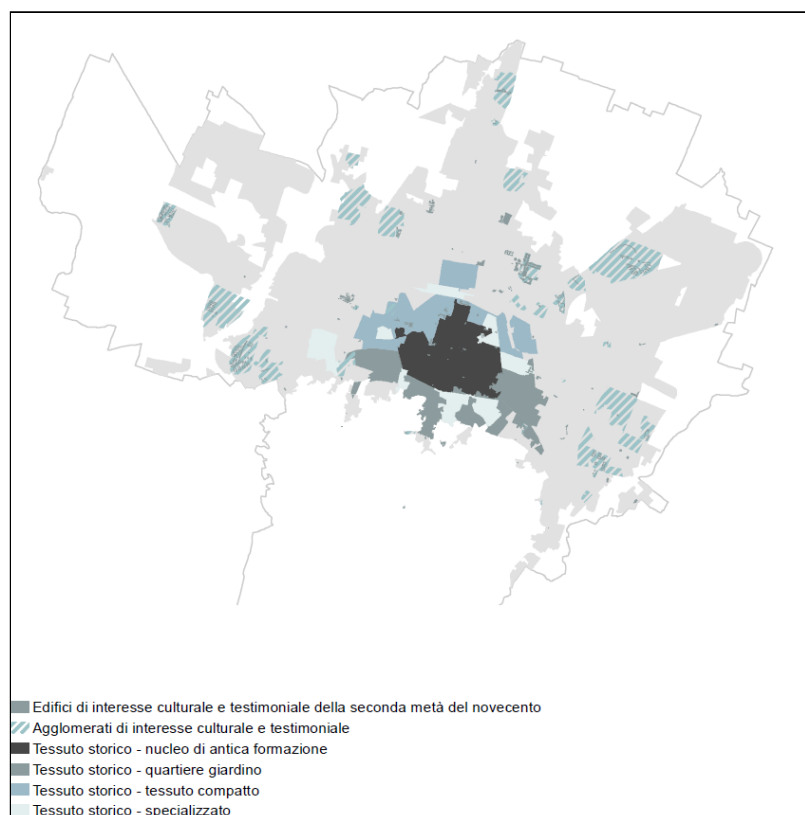 Edifici di interesse culturale e testimoniale della seconda metà del novecento
Agglomerati di interesse culturale e testimoniale
Tessuto storico - nucleo di antica formazione
Tessuto storico - quartiere giardino
Tessuto storico - tessuto compatto
Tessuto storico - specializzato